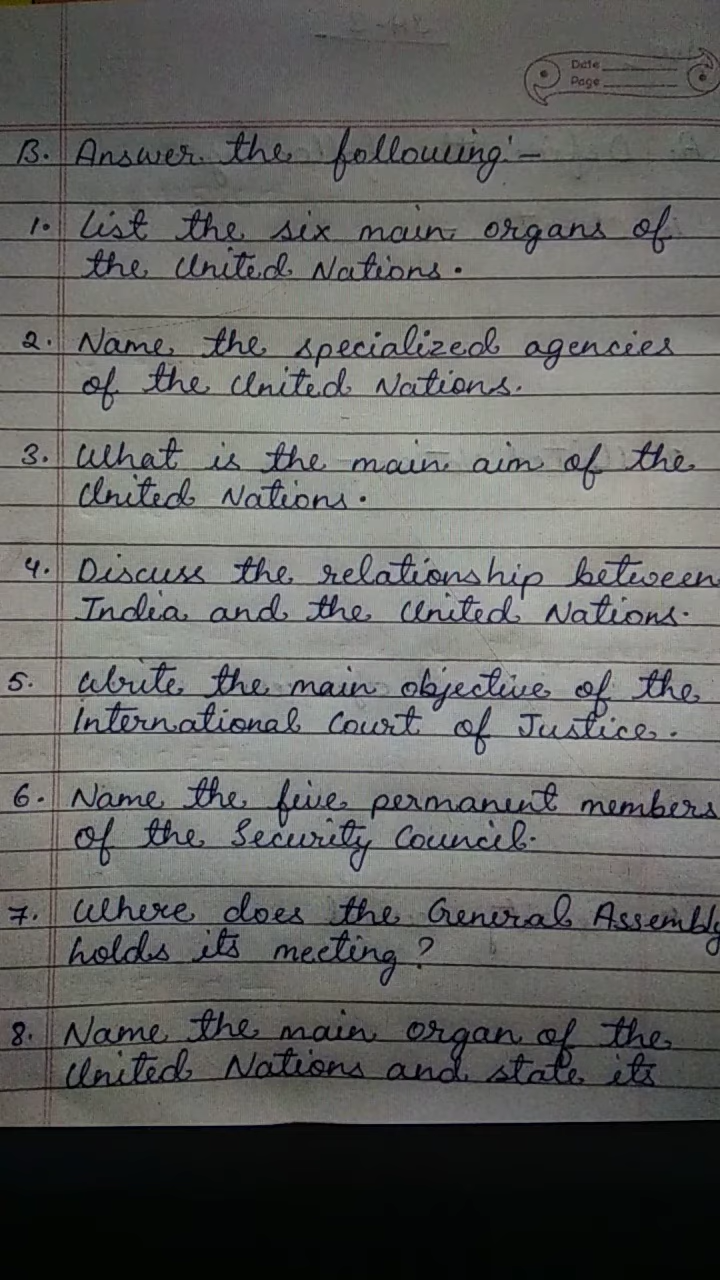 Date
Page
B. Answer the following:-
1. List the six main organs of
the United Nations.
2. Name the specialized agencies
of the United Nations.
3. What is the main aim of the
United Nations.
4. Discuss the relationship between
India and the United Nations.
5. Write the main objective of the
International Court of Justice.
6. Name the five permanent members
of the Security Council.
7. Where does the General Assembly
holds its meeting?
8. Name the main organ of the
United Nations and state its